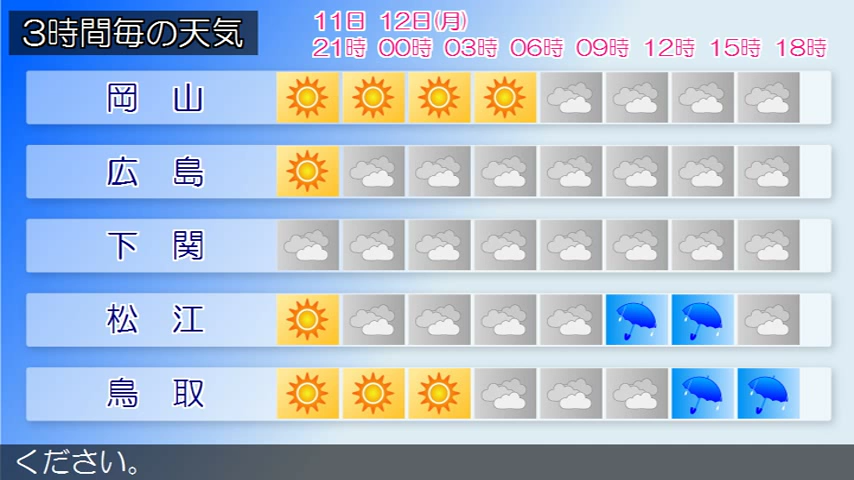 3時間毎の天気
11日 12日(月)
21時 00時 03時 06時 09時 12時 15時 18時
岡 山
広 島
下 関
松 江
鳥 取
ください。